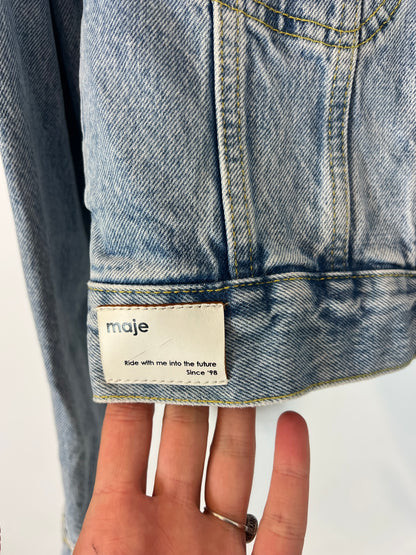 maje
Ride with me into the future
Since '98